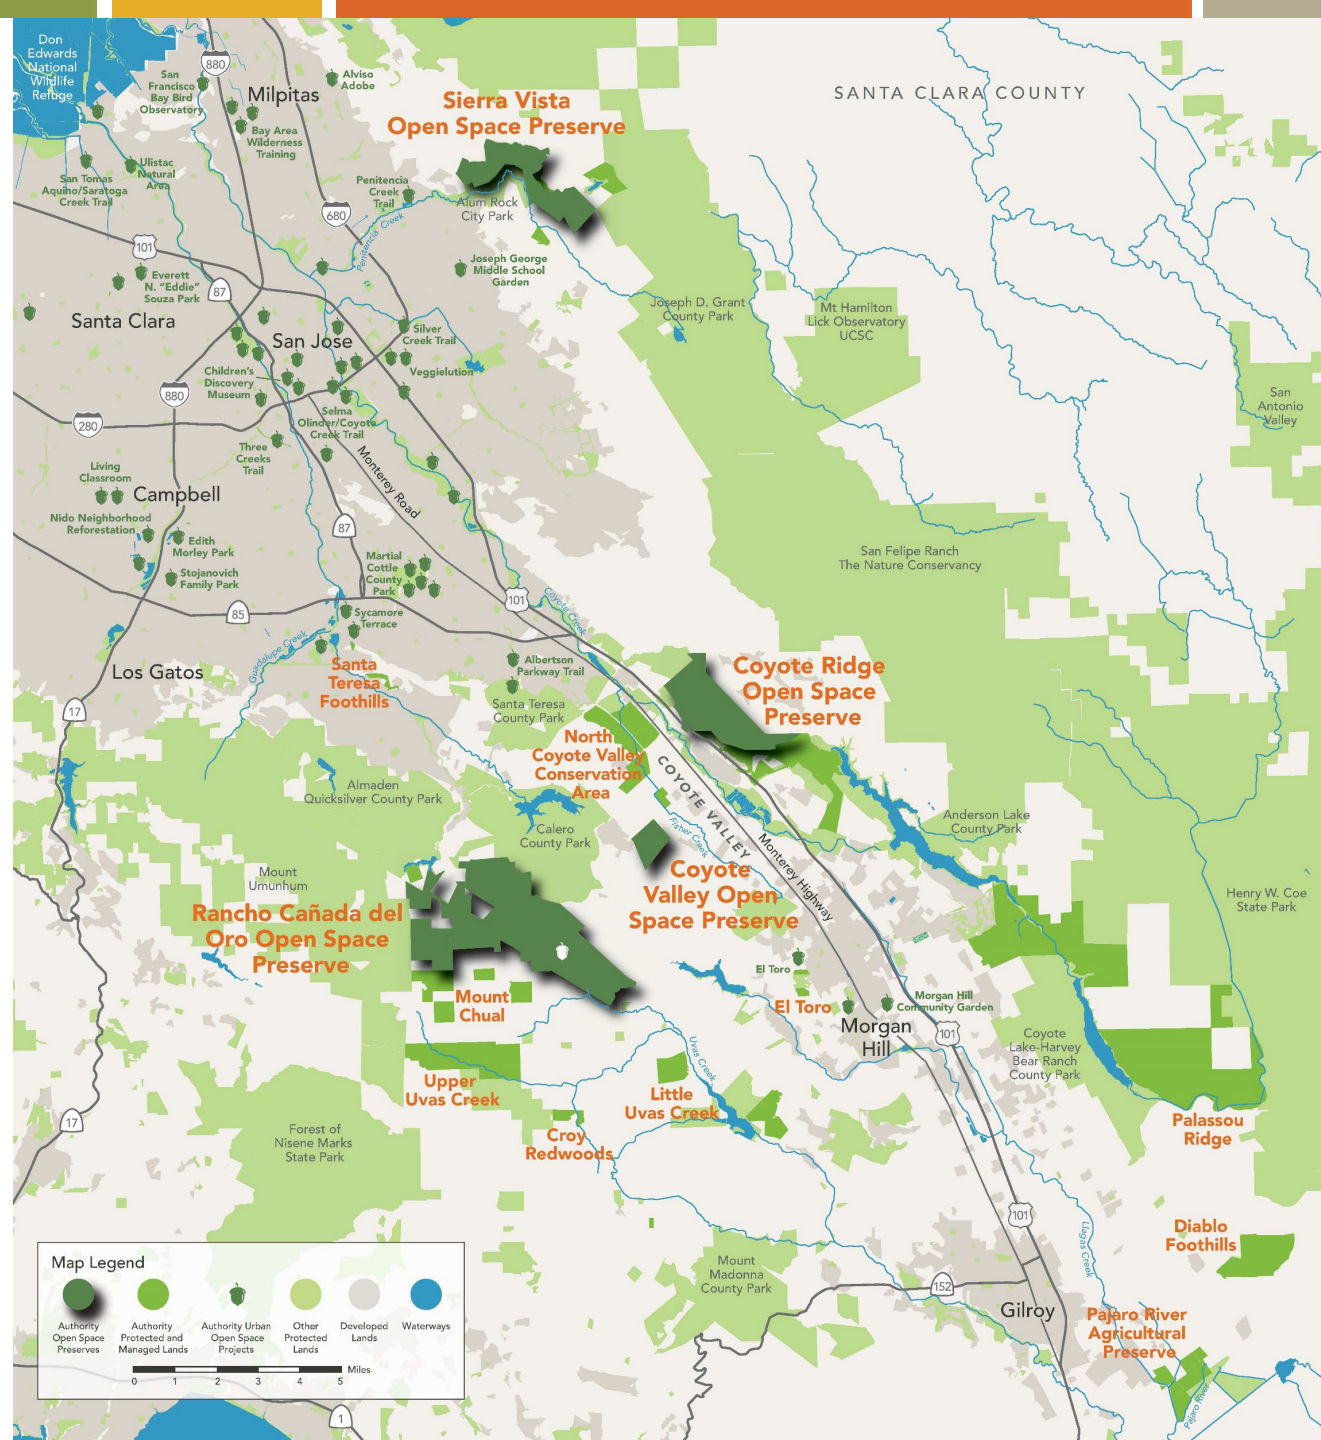 Don
Edwards
National
Wildlife
Refuge
San
Francisco
Bay Bird
Observatory
880
Milpitas
Alviso
Adobe
Bay Area
Wilderness
Training
Sierra Vista
Open Space Preserve
SANTA CLARA COUNTY
San Tomas
Aquino/Saratoga
Creek Trail
Ulistac
Natural
Area
Penitencia
Creek
Trail
Alum Rock
City Park
680
Penitencia Creek
101
Everett
N. "Eddie"
Souza Park
87
Joseph George
Middle School
Garden
Joseph D. Grant
County Park
Mt Hamilton
Lick Observatory
UCSC
Santa Clara
San Jose
Silver
Creek Trail
Veggielution
Children's
Discovery
Museum
880
280
Selma
Olinder/Coyote
Creek Trail
San
Antonio
Valley
Three
Creeks
Trail
Monterey Road
Living
Classroom
Campbell
Nido Neighborhood
Reforestation
Edith
Morley Park
Stojanovich
Family Park
87
Martial
Cottle
County
Park
San Felipe Ranch
The Nature Conservancy
85
101
Coyote Creek
Sycamore
Terrace
Guadalupe Creek
Los Gatos
Santa
Teresa
Foothills
Albertson
Parkway Trail
Santa Teresa
County Park
Coyote Ridge
Open Space
Preserve
17
North
Coyote Valley
Conservation
Area
COYOTE VALLEY
Almaden
Quicksilver County Park
Calero
County Park
Fisher Creek
Monterey Highway
Anderson Lake
County Park
Mount
Umunhum
Coyote
Valley Open
Space Preserve
Henry W. Coe
State Park
Rancho Cañada del
Oro Open Space
Preserve
El Toro
Mount
Chual
El Toro
Morgan Hill
Community Garden
Morgan
Hill
101
Coyote
Lake-Harvey
Bear Ranch
County Park
Uvas Creek
Upper
Uvas Creek
Little
Uvas Creek
17
Forest of
Nisene Marks
State Park
Croy
Redwoods
Palassou
Ridge
101
Llagas Creek
Diablo
Foothills
Mount
Madonna
County Park
152
Gilroy
Pajaro River
Agricultural
Preserve
Pajaro River
Map Legend
Authority
Open Space
Preserves
Authority
Protected and
Managed Lands
Authority Urban
Open Space
Projects
Other
Protected
Lands
Developed
Lands
Waterways
Miles
0 1 2 3 4 5
1